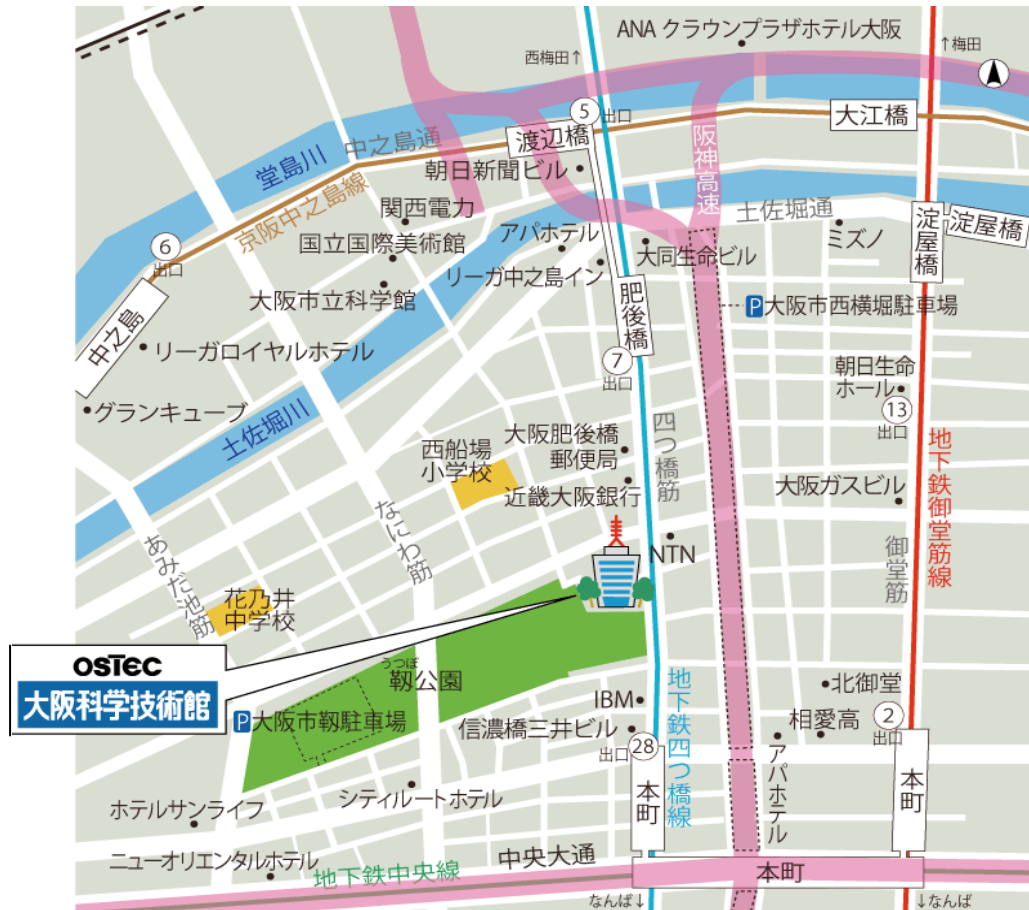 ANA クラウンプラザホテル大阪
西梅田↑
↑梅田
⑤
出口
渡辺橋
大江橋
堂島川
中之島通
京阪中之島線
朝日新聞ビル
阪神高速
関西電力
土佐堀通
淀屋橋
淀屋橋
国立国際美術館
アパホテル
大同生命ビル
ミズノ
⑥
出口
リーガ中之島イン
大阪市立科学館
肥後橋
P大阪市西横堀駐車場
中之島
リーガロイヤルホテル
⑦
出口
朝日生命
ホール
グランキューブ
⑬
出口
土佐堀川
四つ橋筋
西船場
小学校
大阪肥後橋
郵便局
地下鉄御堂筋線
近畿大阪銀行
大阪ガスビル
なにわ筋
あみだ池筋
NTN
御堂筋
花乃井
中学校
OSTEC
大阪科学技術館
うつぼ
靱公園
地下鉄四つ橋線
北御堂
IBM
P大阪市靱駐車場
信濃橋三井ビル
相愛高
②
出口
出口
㉘
アパホテル
本町
本町
シティルートホテル
ホテルサンライフ
ニューオリエンタルホテル
中央大通
地下鉄中央線
本町
なんば↓
↓なんば